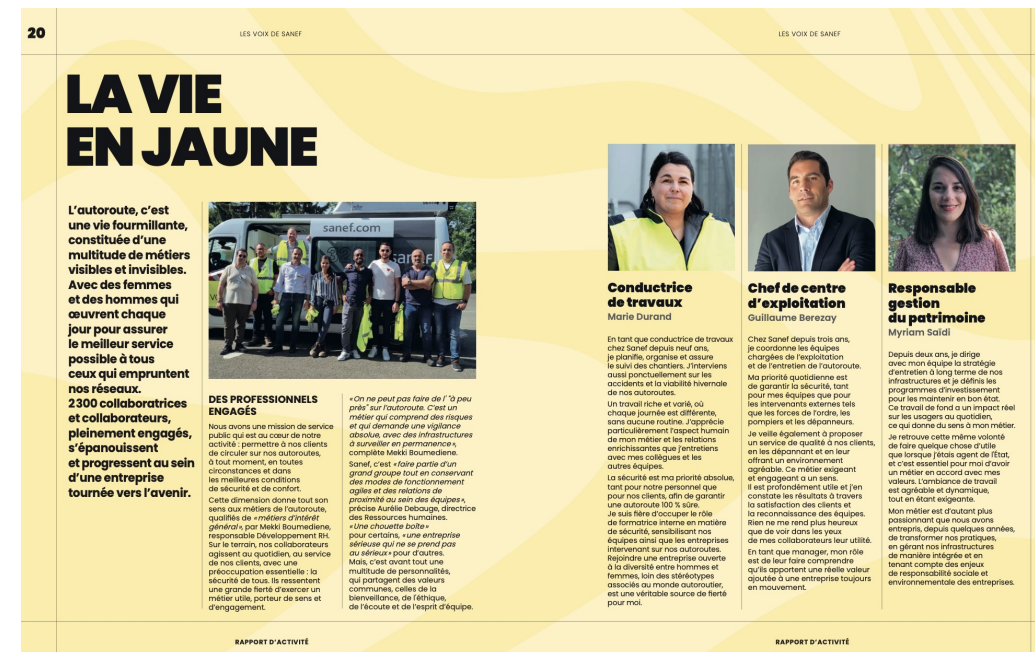 20
LES VOIX DE SANEF
LES VOIX DE SANEF
LA VIE
EN JAUNE
L'autoroute, c'est
une vie fourmillante,
constituée d'une
multitude de métiers
visibles et invisibles.
Avec des femmes
et des hommes qui
œuvrent chaque
jour pour assurer
le meilleur service
possible à tous
ceux qui empruntent
nos réseaux.
2300 collaboratrices
et collaborateurs,
pleinement engagés,
s'épanouissent
et progressent au sein
d'une entreprise
tournée vers l'avenir.
sanef.com
sanef
DES PROFESSIONNELS
ENGAGÉS
Nous avons une mission de service
public qui est au cœur de notre
activité : permettre à nos clients
de circuler sur nos autoroutes,
à tout moment, en toutes
circonstances et dans
les meilleures conditions
de sécurité et de confort.
Cette dimension donne tout son
sens aux métiers de l'autoroute,
qualifiés de «métiers d'intérêt
général», par Mekki Boumediene,
responsable Développement RH.
Sur le terrain, nos collaborateurs
agissent au quotidien, au service
de nos clients, avec une
préoccupation essentielle : la
sécurité de tous. Ils ressentent
une grande fierté d'exercer un
métier utile, porteur de sens et
d'engagement.
«On ne peut pas faire de l' "à peu
près" sur l'autoroute. C'est un
métier qui comprend des risques
et qui demande une vigilance
absolue, avec des infrastructures
à surveiller en permanence»,
complète Mekki Boumediene.
Sanef, c'est «faire partie d'un
grand groupe tout en conservant
des modes de fonctionnement
agiles et des relations de
proximité au sein des équipes»,
précise Aurélie Debauge, directrice
des Ressources humaines.
«Une chouette boîte»
pour certains, «une entreprise
sérieuse qui ne se prend pas
au sérieux» pour d'autres.
Mais, c'est avant tout une
multitude de personnalités,
qui partagent des valeurs
communes, celles de la
bienveillance, de l'éthique,
de l'écoute et de l'esprit d'équipe.
Conductrice
de travaux
Marie Durand
En tant que conductrice de travaux
chez Sanef depuis neuf ans,
je planifie, organise et assure
le suivi des chantiers. J'interviens
aussi ponctuellement sur les
accidents et la viabilité hivernale
de nos autoroutes.
Un travail riche et varié, où
chaque journée est différente,
sans aucune routine. J'apprécie
particulièrement l'aspect humain
de mon métier et les relations
enrichissantes que j'entretiens
avec mes collègues et les
autres équipes.
La sécurité est ma priorité absolue,
tant pour notre personnel que
pour nos clients, afin de garantir
une autoroute 100 % sûre.
Je suis fière d'occuper le rôle
de formatrice interne en matière
de sécurité, sensibilisant nos
équipes ainsi que les entreprises
intervenant sur nos autoroutes.
Rejoindre une entreprise ouverte
à la diversité entre hommes et
femmes, loin des stéréotypes
associés au monde autoroutier,
est une véritable source de fierté
pour moi.
Chef de centre
d'exploitation
Guillaume Berezay
Chez Sanef depuis trois ans,
je coordonne les équipes
chargées de l'exploitation
et de l'entretien de l'autoroute.
Ma priorité quotidienne est
de garantir la sécurité, tant
pour mes équipes que pour
les intervenants externes tels
que les forces de l'ordre, les
pompiers et les dépanneurs.
Je veille également à proposer
un service de qualité à nos clients,
en les dépannant et en leur
offrant un environnement
agréable. Ce métier exigeant
et engageant a un sens.
Il est profondément utile et j'en
constate les résultats à travers
la satisfaction des clients et
la reconnaissance des équipes.
Rien ne me rend plus heureux
que de voir dans les yeux
de mes collaborateurs leur utilité.
En tant que manager, mon rôle
est de leur faire comprendre
qu'ils apportent une réelle valeur
ajoutée à une entreprise toujours
en mouvement.
Responsable
gestion
du patrimoine
Myriam Saïdi
Depuis deux ans, je dirige
avec mon équipe la stratégie
d'entretien à long terme de nos
infrastructures et je définis les
programmes d'investissement
pour les maintenir en bon état.
Ce travail de fond a un impact réel
sur les usagers au quotidien,
ce qui donne du sens à mon métier.
Je retrouve cette même volonté
de faire quelque chose d'utile
que lorsque j'étais agent de l'État,
et c'est essentiel pour moi d'avoir
un métier en accord avec mes
valeurs. L'ambiance de travail
est agréable et dynamique,
tout en étant exigeante.
Mon métier est d'autant plus
passionnant que nous avons
entrepris, depuis quelques années,
de transformer nos pratiques,
en gérant nos infrastructures
de manière intégrée et en
tenant compte des enjeux
de responsabilité sociale et
environnementale des entreprises.
RAPPORT D'ACTIVITÉ
RAPPORT D'ACTIVITÉ